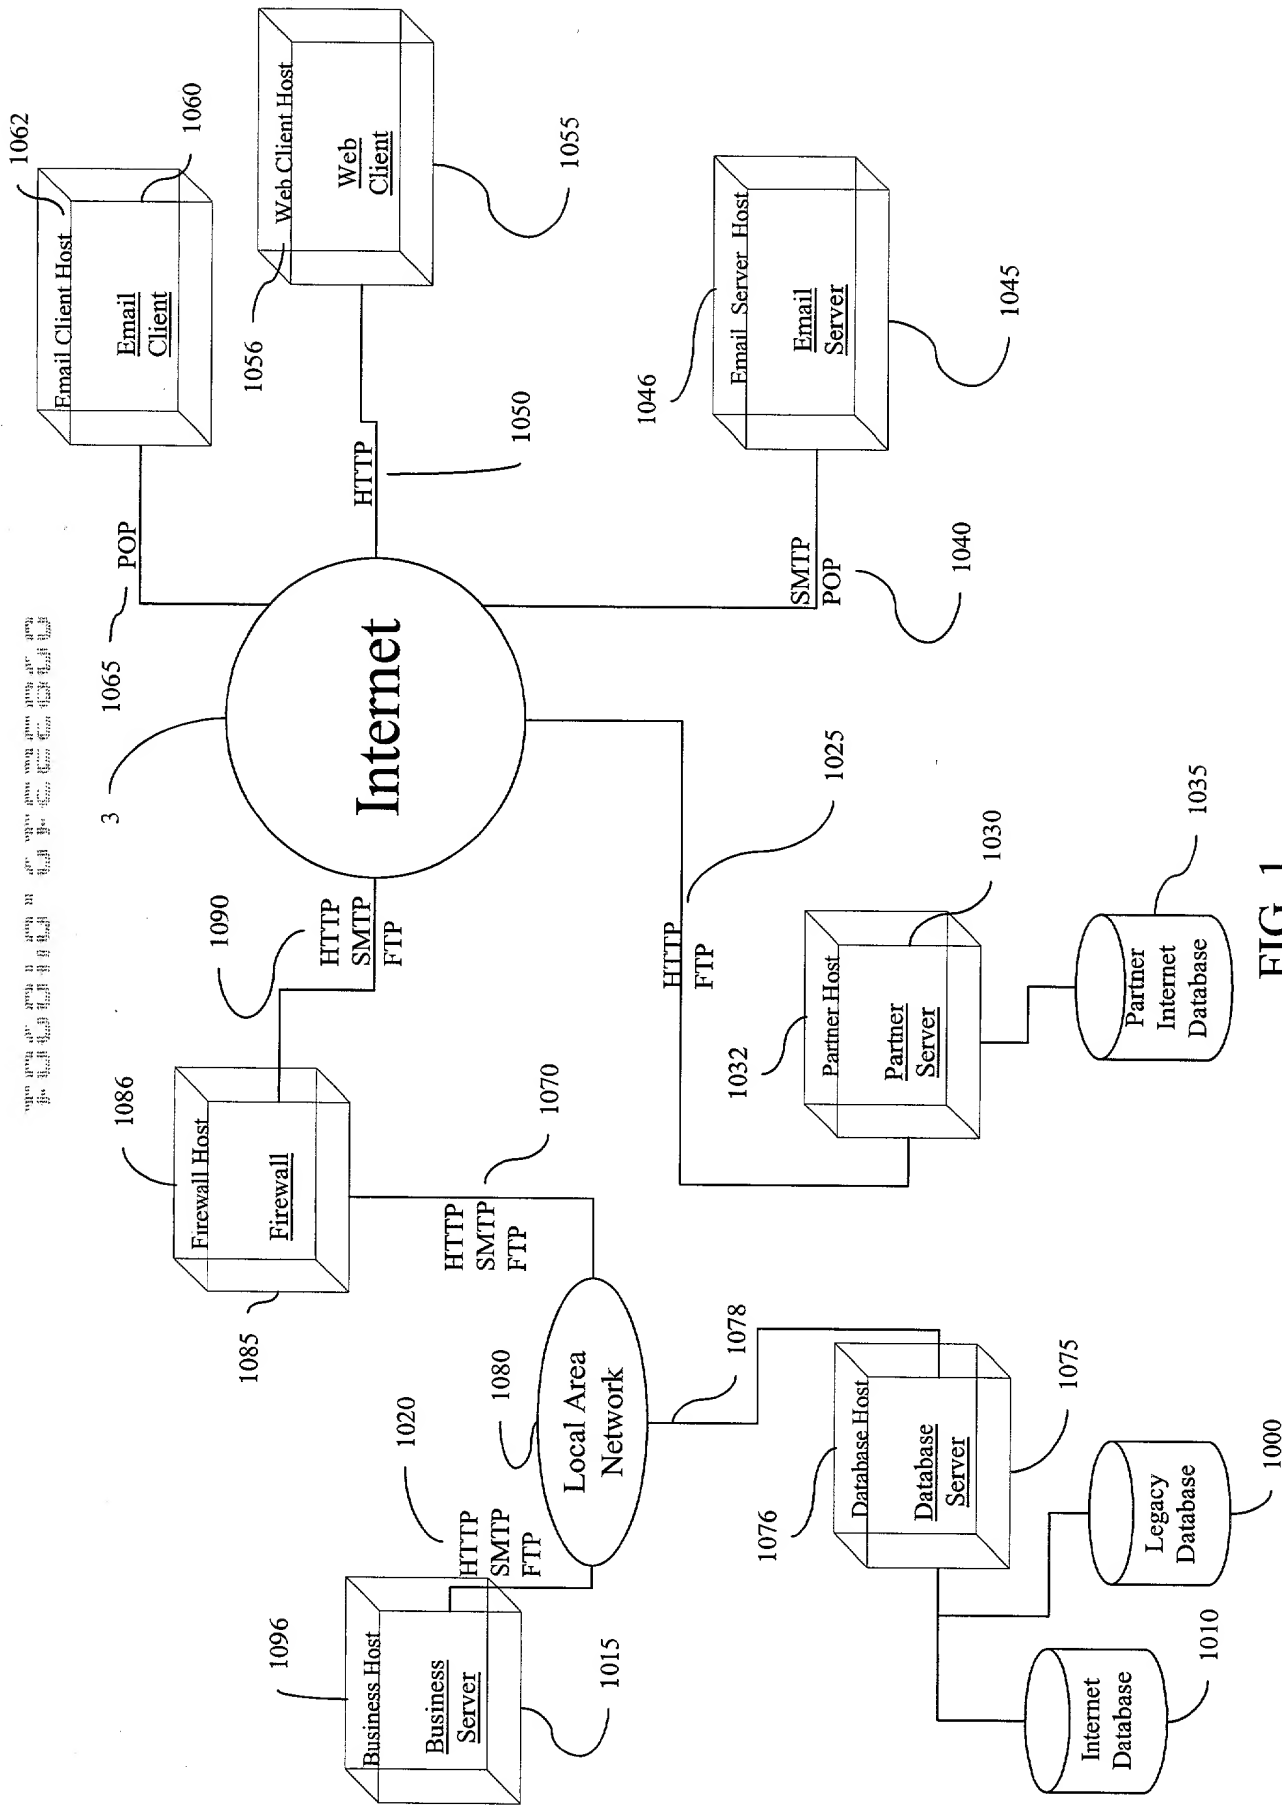 1062
1060
Email Client Host
Email
Client
POP
1065
3
1086
Firewall Host
Firewall
1085
1090
HTTP
SMTP
FTP
Internet
HTTP
1050
Web Client Host
Web
Client
1056
1055
1096
Business Host
Business
Server
1015
1020
HTTP
SMTP
FTP
1070
HTTP
SMTP
FTP
1080
Local Area
Network
1078
HTTP
FTP
1025
1046
Email Server Host
Email
Server
1045
SMTP
POP
1040
1076
Database Host
Database
Server
1075
1032
Partner Host
Partner
Server
1030
Internet
Database
1010
Legacy
Database
1000
Partner
Internet
Database
1035
FIG. 1